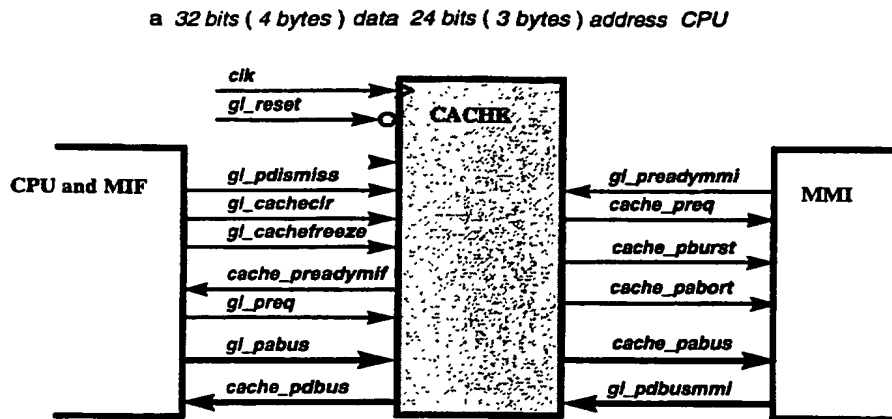 a 32 bits ( 4 bytes ) data 24 bits ( 3 bytes ) address CPU
clk
gl_reset
CACHE
CPU and MIF
gl_pdismiss
gl_cacheclr
gl_cachefreeze
cache_preadymif
gl_preq
gl_pabus
cache_pdbus
gl_preadymmi
cache_preq
cache_pburst
cache_pabort
cache_pabus
gl_pdbusmmi
MMI